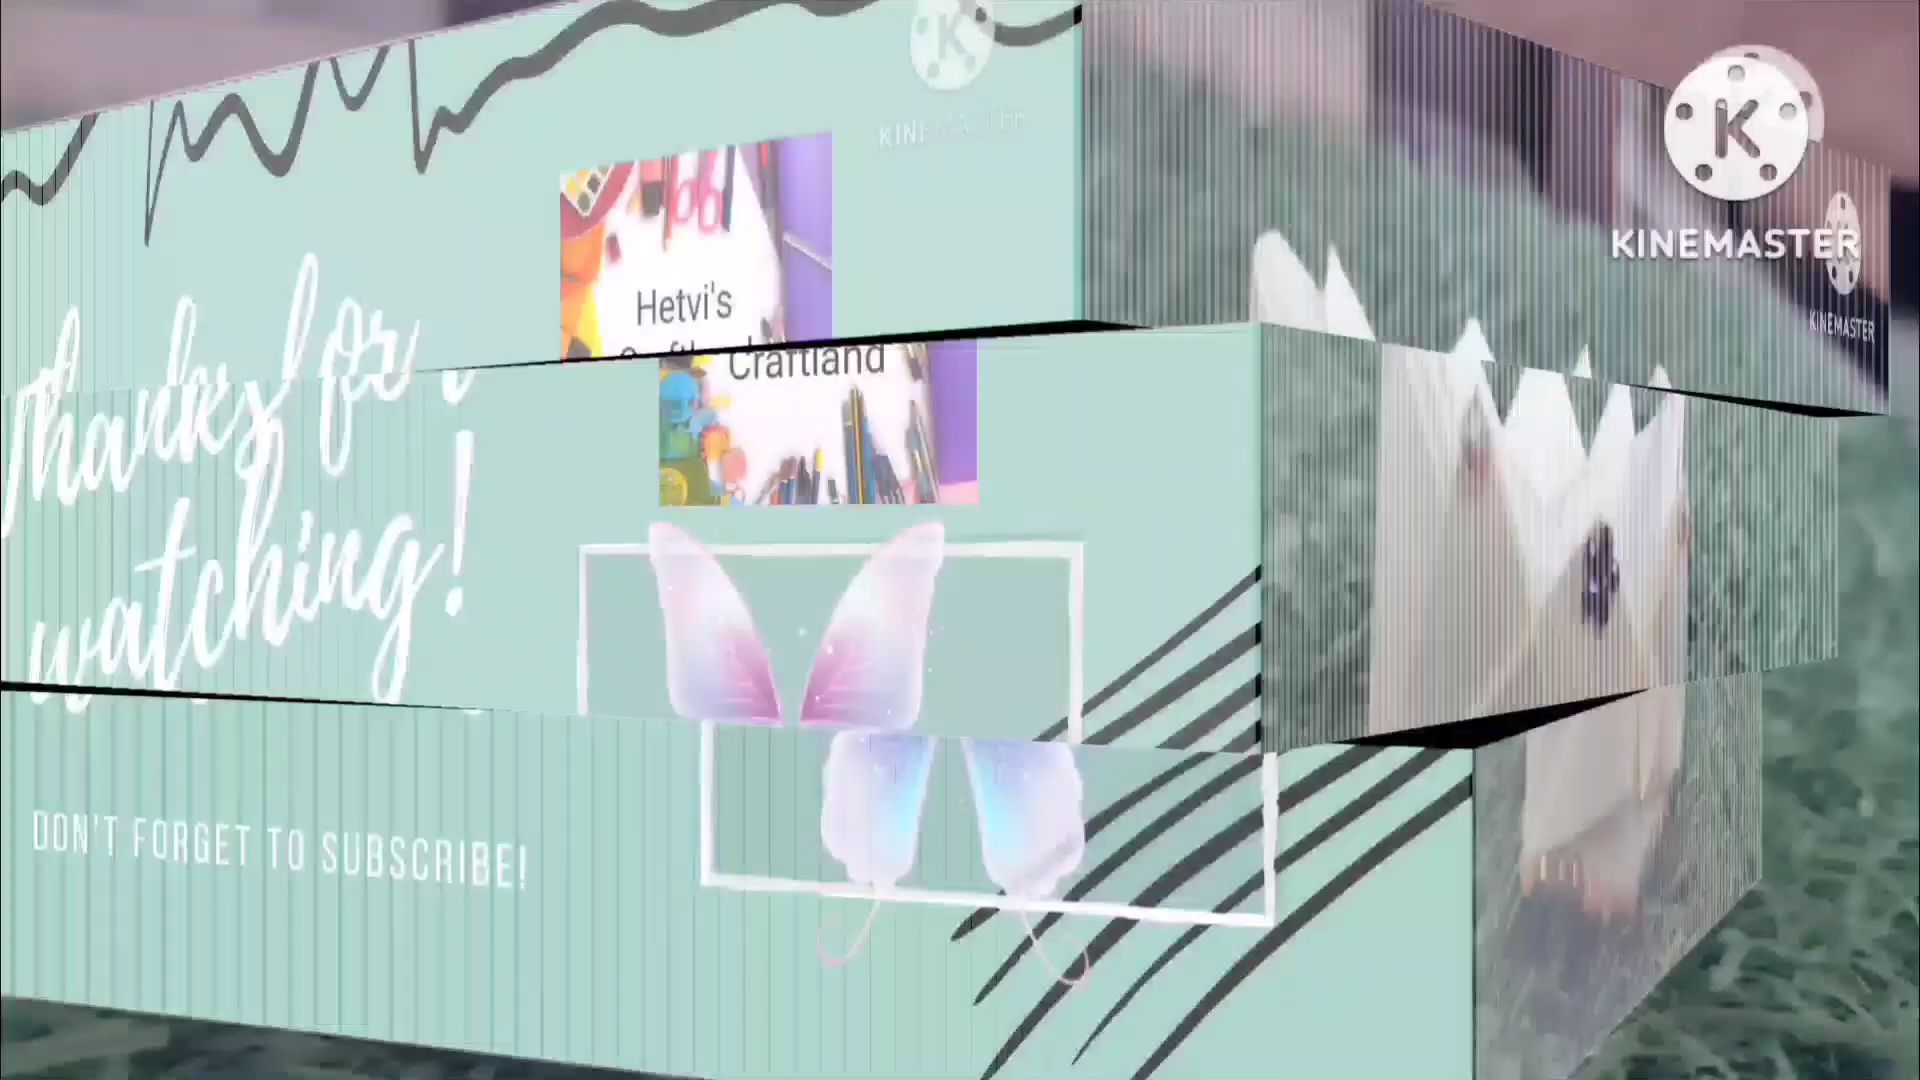 KINEMASTER
KINEMASTER
KINEMASTER
Hetvi's
Craftland
Thanks for
watching!
DON'T FORGET TO SUBSCRIBE!